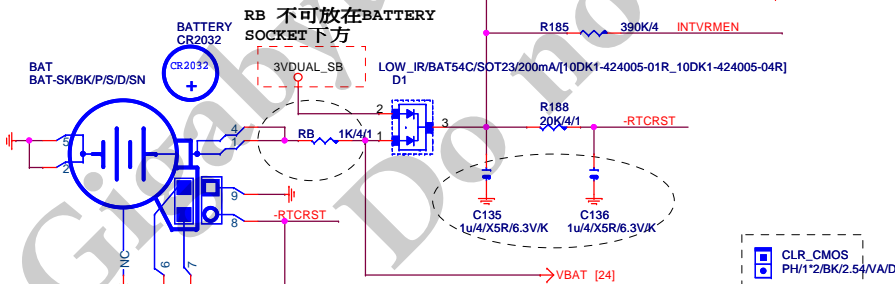 RB 不可放在BATTERY
SOCKET下方
BATTERY
CR2032
CR2032
+
BAT
BAT-SK/BK/P/S/D/SN
3VDUAL_SB
LOW_IR/BAT54C/SOT23/200mA/[10DK1-424005-01R_10DK1-424005-04R]
D1
R185
390K/4
INTVRMEN
R188
20K/4/1
-RTCRST
RB
1K/4/1
2
1
3
4
1
5
2
9
8
-RTCRST
NC
6
7
C135
1u/4/X5R/6.3V/K
C136
1u/4/X5R/6.3V/K
VBAT [24]
CLR_CMOS
PH/1*2/BK/2.54/VA/D
Gigaby
Do no